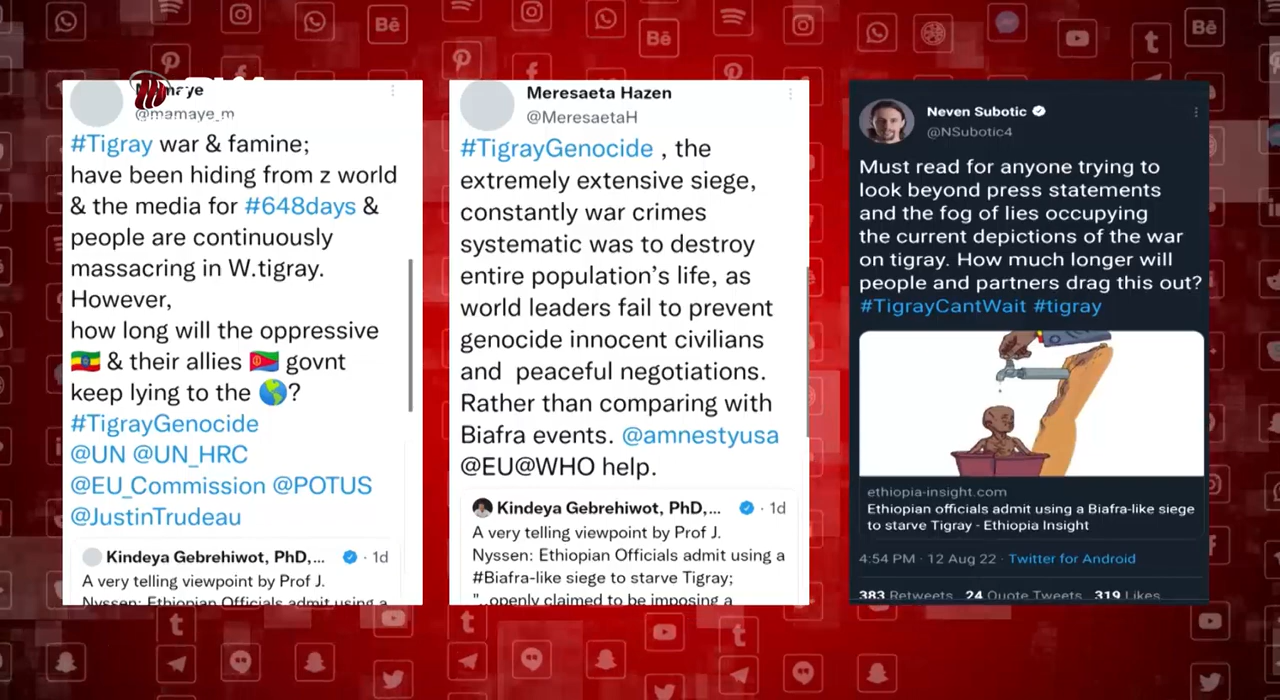 @mamaye_m
#Tigray war & famine;
have been hiding from z world
& the media for #648days &
people are continuously
massacring in W.tigray.
However,
how long will the oppressive
& their allies govnt
keep lying to the ?
#TigrayGenocide
@UN @UN_HRC
@EU_Commission @POTUS
@JustinTrudeau
Kindeya Gebrehiwot, PhD,... · 1d
A very telling viewpoint by Prof J.
Nyssen: Ethiopian Officials admit using a
Meresaeta Hazen
@MeresaetaH
#TigrayGenocide , the
extremely extensive siege,
constantly war crimes
systematic was to destroy
entire population's life, as
world leaders fail to prevent
genocide innocent civilians
and peaceful negotiations.
Rather than comparing with
Biafra events. @amnestyusa
@EU@WHO help.
Kindeya Gebrehiwot, PhD,... · 1d
A very telling viewpoint by Prof J.
Nyssen: Ethiopian Officials admit using a
#Biafra-like siege to starve Tigray;
"..openly claimed to be imposing a
Neven Subotic
@NSubotic4
Must read for anyone trying to
look beyond press statements
and the fog of lies occupying
the current depictions of the war
on tigray. How much longer will
people and partners drag this out?
#TigrayCantWait #tigray
ethiopia-insight.com
Ethiopian officials admit using a Biafra-like siege
to starve Tigray - Ethiopia Insight
4:54 PM · 12 Aug 22 · Twitter for Android
383 Retweets 24 Quote Tweets 319 Likes